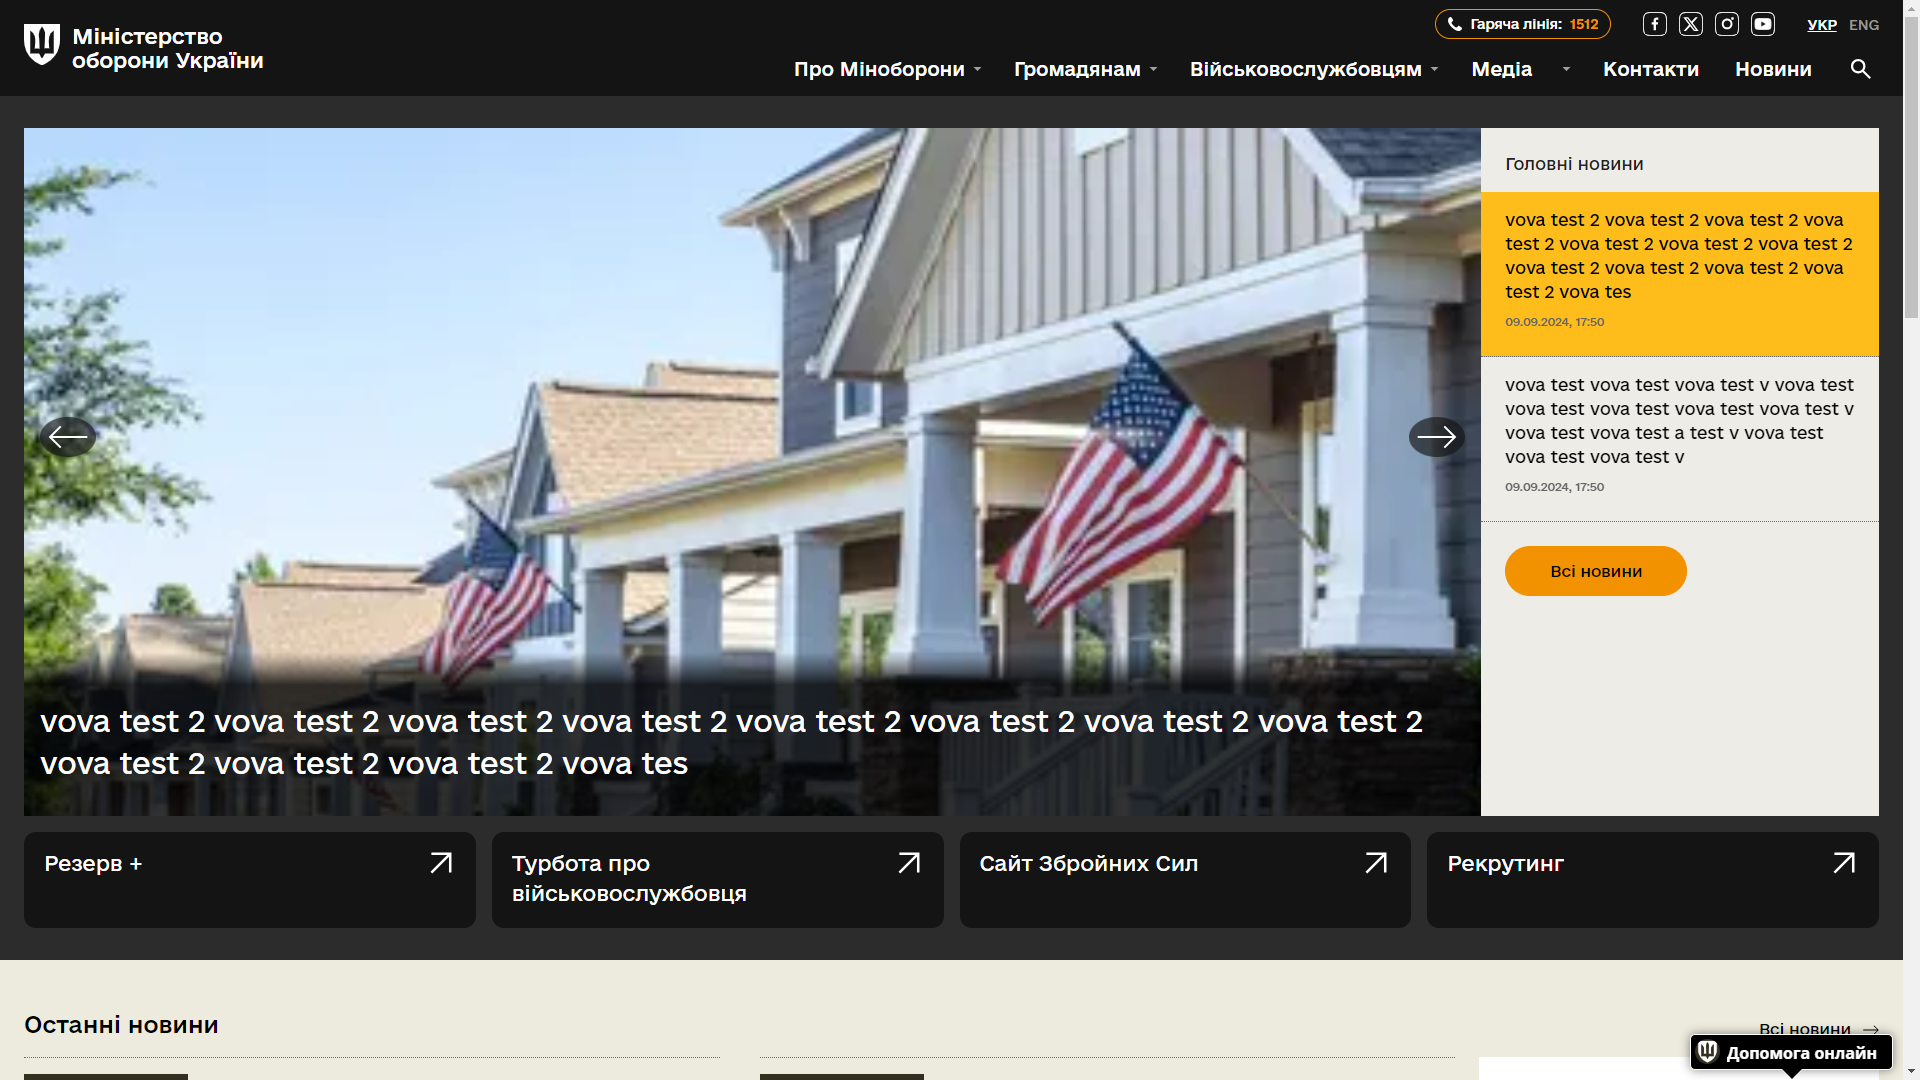 Міністерство
оборони України
Гаряча лінія: 1512
УКР ENG
Про Міноборони
Громадянам
Військовослужбовцям
Медіа
Контакти
Новини
vova test 2 vova test 2 vova test 2 vova test 2 vova test 2 vova test 2 vova test 2 vova test 2
vova test 2 vova test 2 vova test 2 vova tes
Головні новини
vova test 2 vova test 2 vova test 2 vova
test 2 vova test 2 vova test 2 vova test 2
vova test 2 vova test 2 vova test 2 vova
test 2 vova tes
09.09.2024, 17:50
vova test vova test vova test v vova test
vova test vova test vova test vova test v
vova test vova test a test v vova test
vova test vova test v
09.09.2024, 17:50
Всі новини
Резерв +
Турбота про
військовослужбовця
Сайт Збройних Сил
Рекрутинг
Останні новини
Всі новини
Допомога онлайн